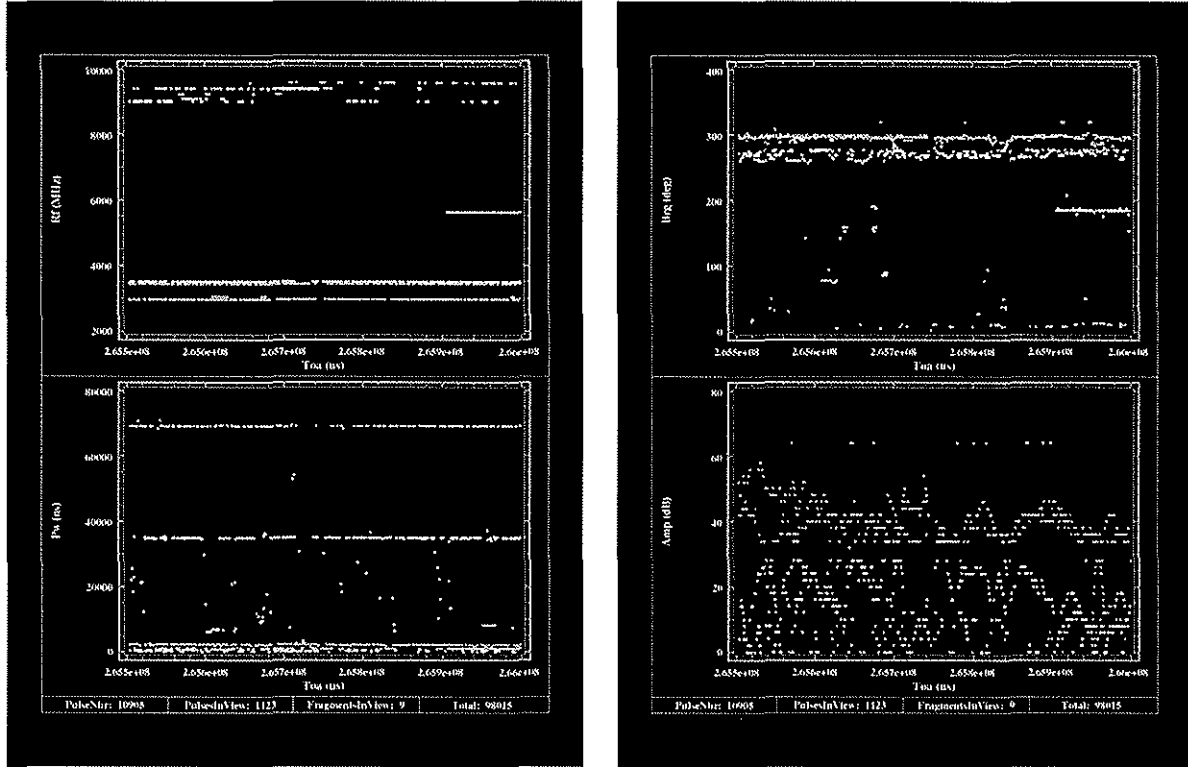 10000
8000
6000
4000
2000
Rf (MHz)
2.655e+08 2.656e+08 2.657e+08 2.658e+08 2.659e+08 2.66e+08
Toa (us)
80000
60000
40000
20000
0
Pw (ns)
2.655e+08 2.656e+08 2.657e+08 2.658e+08 2.659e+08 2.66e+08
Toa (us)
PulseNbr: 10905 PulsesInView: 1123 FragmentsInView: 9 Total: 98015
400
300
200
100
0
Brg (deg)
2.655e+08 2.656e+08 2.657e+08 2.658e+08 2.659e+08 2.66e+08
Toa (us)
80
60
40
20
0
Amp (dB)
2.655e+08 2.656e+08 2.657e+08 2.658e+08 2.659e+08 2.66e+08
Toa (us)
PulseNbr: 10905 PulsesInView: 1123 FragmentsInView: 9 Total: 98015